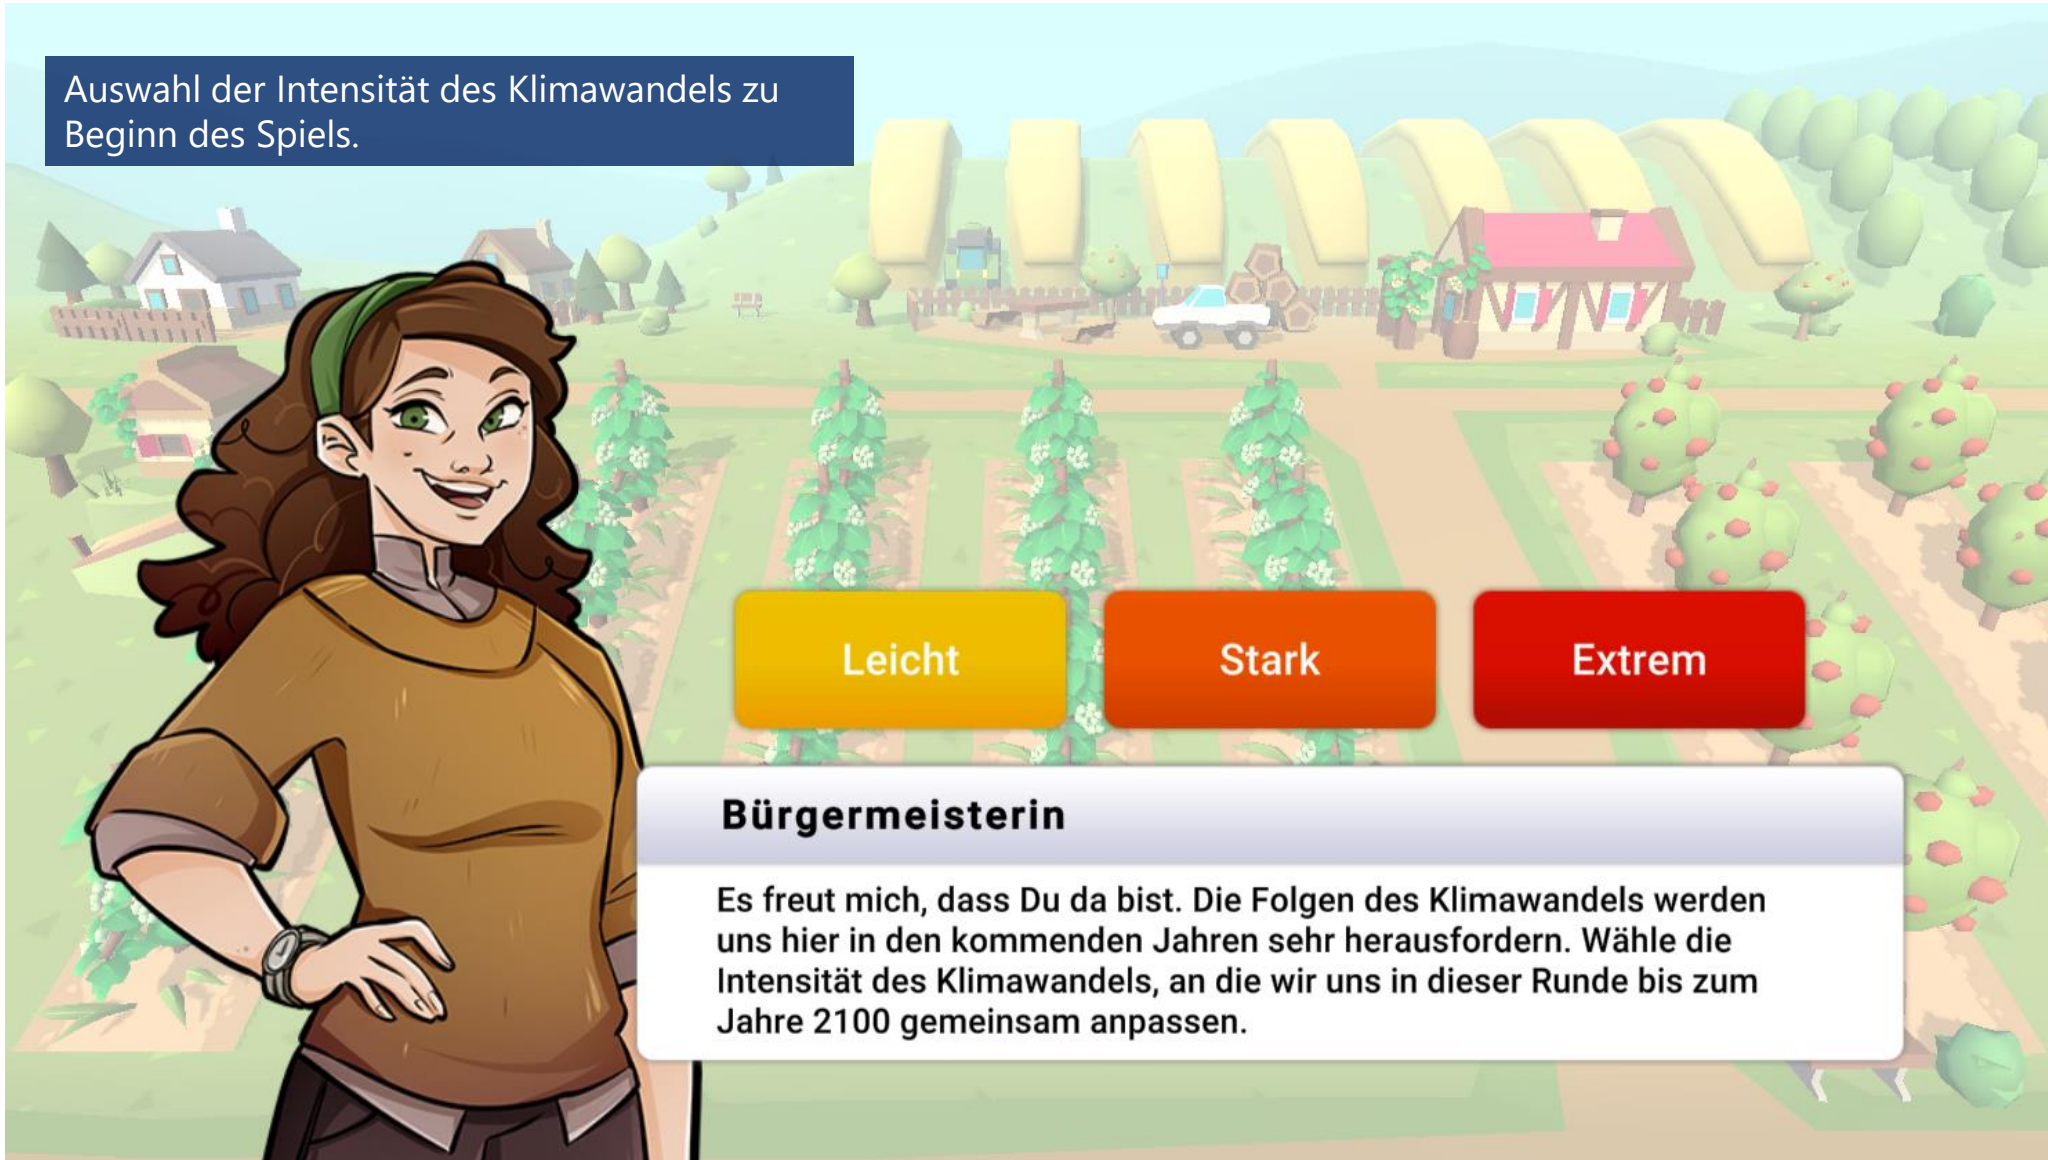 Auswahl der Intensität des Klimawandels zu
Beginn des Spiels.
Leicht
Stark
Extrem
Bürgermeisterin
Es freut mich, dass Du da bist. Die Folgen des Klimawandels werden
uns hier in den kommenden Jahren sehr herausfordern. Wähle die
Intensität des Klimawandels, an die wir uns in dieser Runde bis zum
Jahre 2100 gemeinsam anpassen.